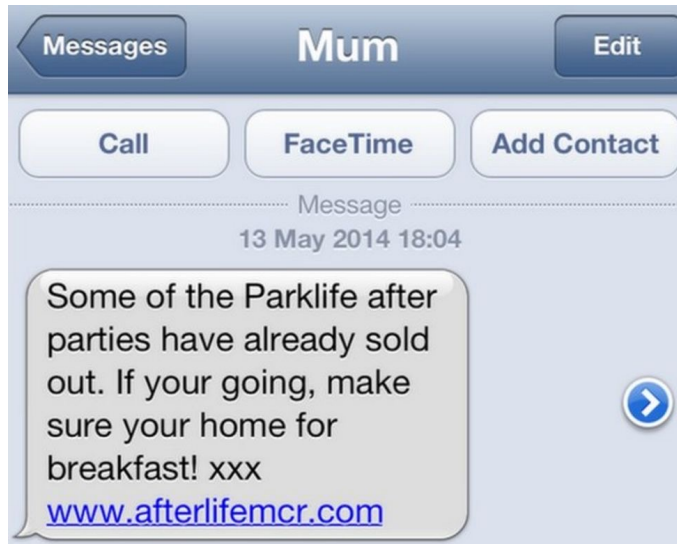 Messages
Mum
Edit
Call
FaceTime
Add Contact
Message
13 May 2014 18:04
Some of the Parklife after
parties have already sold
out. If your going, make
sure your home for
breakfast! xxx
www.afterlifemcr.com